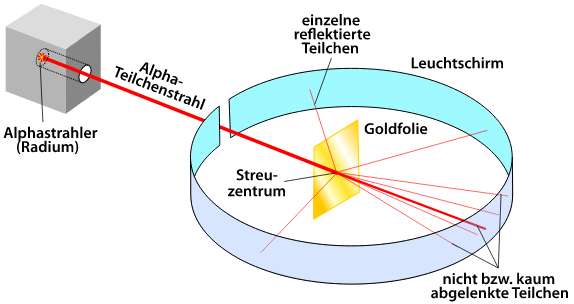 einzelne
reflektierte
Teilchen
Leuchtschirm
Alpha-
Teilchenstrahl
Goldfolie
Alphastrahler
(Radium)
Streu-
zentrum
nicht bzw. kaum
abgelenkte Teilchen